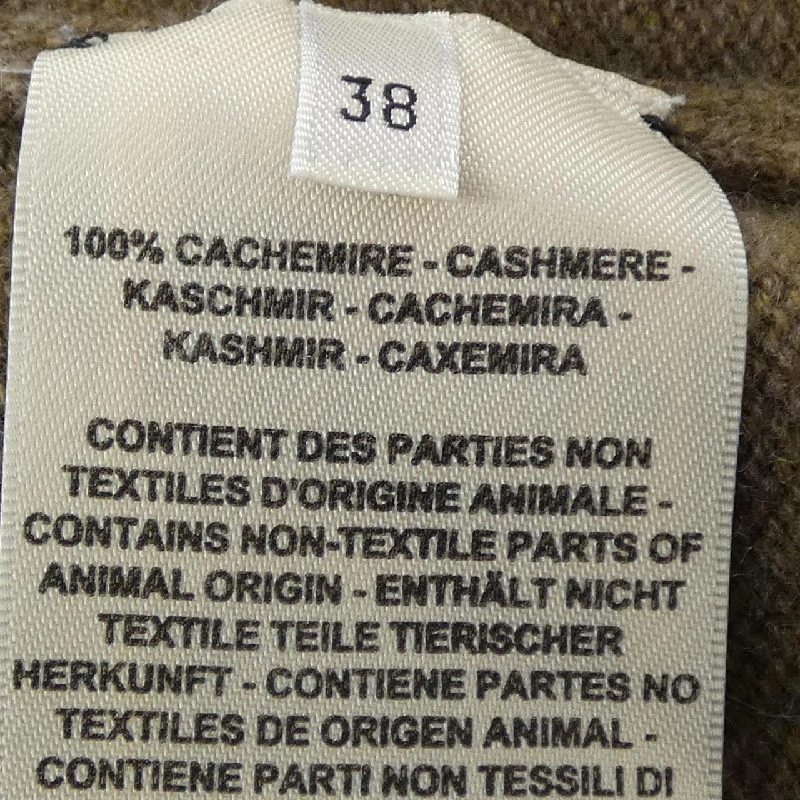 38
100% CACHEMIRE - CASHMERE -
KASCHMIR - CACHEMIRA -
KASHMIR - CAXEMIRA
CONTIENT DES PARTIES NON
TEXTILES D'ORIGINE ANIMALE -
CONTAINS NON-TEXTILE PARTS OF
ANIMAL ORIGIN - ENTHÄLT NICHT
TEXTILE TEILE TIERISCHER
HERKUNFT - CONTIENE PARTES NO
TEXTILES DE ORIGEN ANIMAL -
CONTIENE PARTI NON TESSILI DI